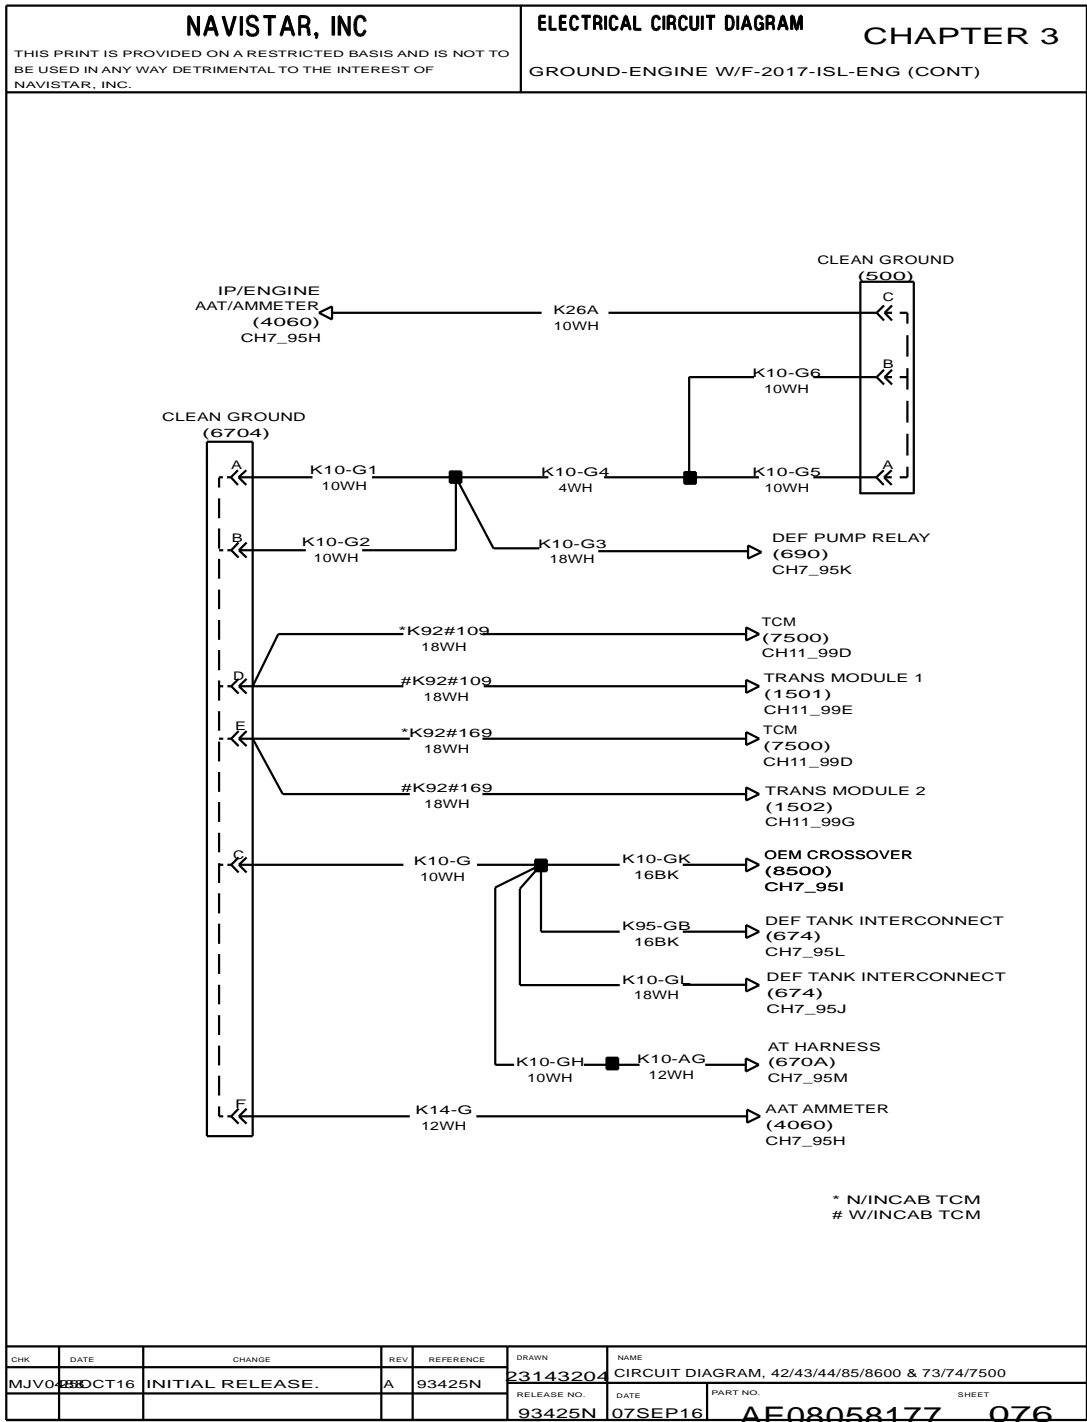 NAVISTAR, INC
THIS PRINT IS PROVIDED ON A RESTRICTED BASIS AND IS NOT TO
BE USED IN ANY WAY DETRIMENTAL TO THE INTEREST OF
NAVISTAR, INC.
ELECTRICAL CIRCUIT DIAGRAM
CHAPTER 3
GROUND-ENGINE W/F-2017-ISL-ENG (CONT)
CLEAN GROUND
(500)
IP/ENGINE
AAT/AMMETER
(4060)
CH7_95H
K26A
10WH
C
K10-G6
10WH
B
CLEAN GROUND
(6704)
A
K10-G1
10WH
K10-G4
4WH
K10-G5
10WH
A
B
K10-G2
10WH
K10-G3
18WH
DEF PUMP RELAY
(690)
CH7_95K
*K92#109
18WH
TCM
(7500)
CH11_99D
D
#K92#109
18WH
TRANS MODULE 1
(1501)
CH11_99E
E
*K92#169
18WH
TCM
(7500)
CH11_99D
#K92#169
18WH
TRANS MODULE 2
(1502)
CH11_99G
C
K10-G
10WH
K10-GK
16BK
OEM CROSSOVER
(8500)
CH7_95I
K95-GB
16BK
DEF TANK INTERCONNECT
(674)
CH7_95L
K10-GL
18WH
DEF TANK INTERCONNECT
(674)
CH7_95J
K10-GH
10WH
K10-AG
12WH
AT HARNESS
(670A)
CH7_95M
F
K14-G
12WH
AAT AMMETER
(4060)
CH7_95H
* N/INCAB TCM
# W/INCAB TCM
CHK DATE CHANGE REV REFERENCE
INITIAL RELEASE. A 93425N
DRAWN
23143204
NAME
CIRCUIT DIAGRAM, 42/43/44/85/8600 & 73/74/7500
RELEASE NO.
93425N
DATE
07SEP16
PART NO.
AE08058177
SHEET
076